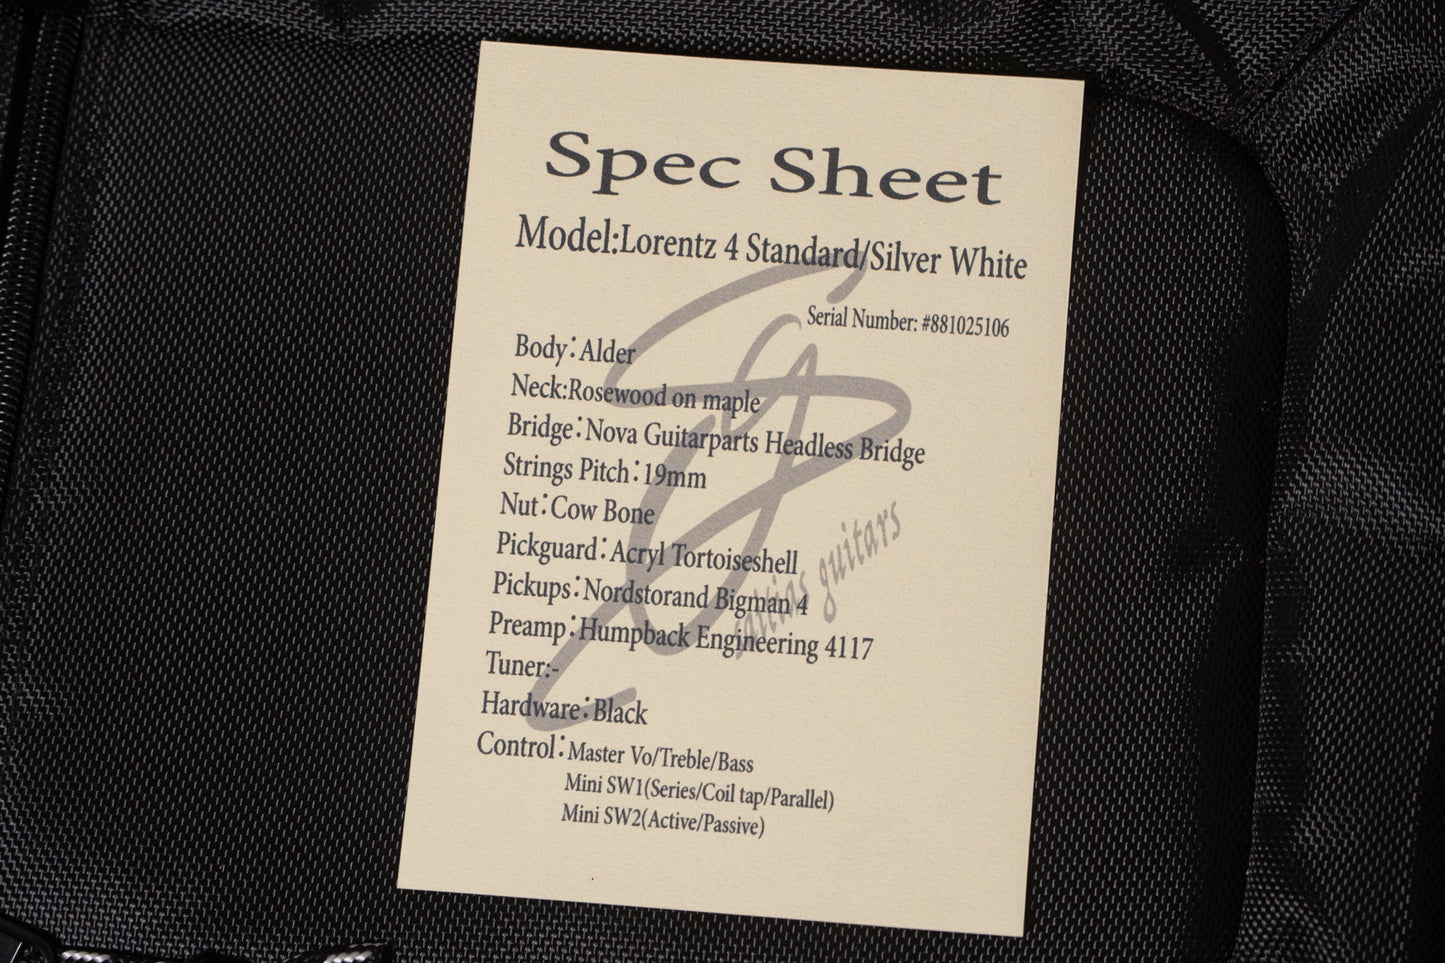 Spec Sheet
Model:Lorentz 4 Standard/Silver White
Serial Number: #881025106
Body：Alder
Neck:Rosewood on maple
Bridge：Nova Guitarparts Headless Bridge
Strings Pitch：19mm
Nut：Cow Bone
Pickguard：Acryl Tortoiseshell
Pickups：Nordstorand Bigman 4
Preamp：Humpback Engineering 4117
Tuner:-
Hardware：Black
Control：Master Vo/Treble/Bass
Mini SW1(Series/Coil tap/Parallel)
Mini SW2(Active/Passive)
guitars